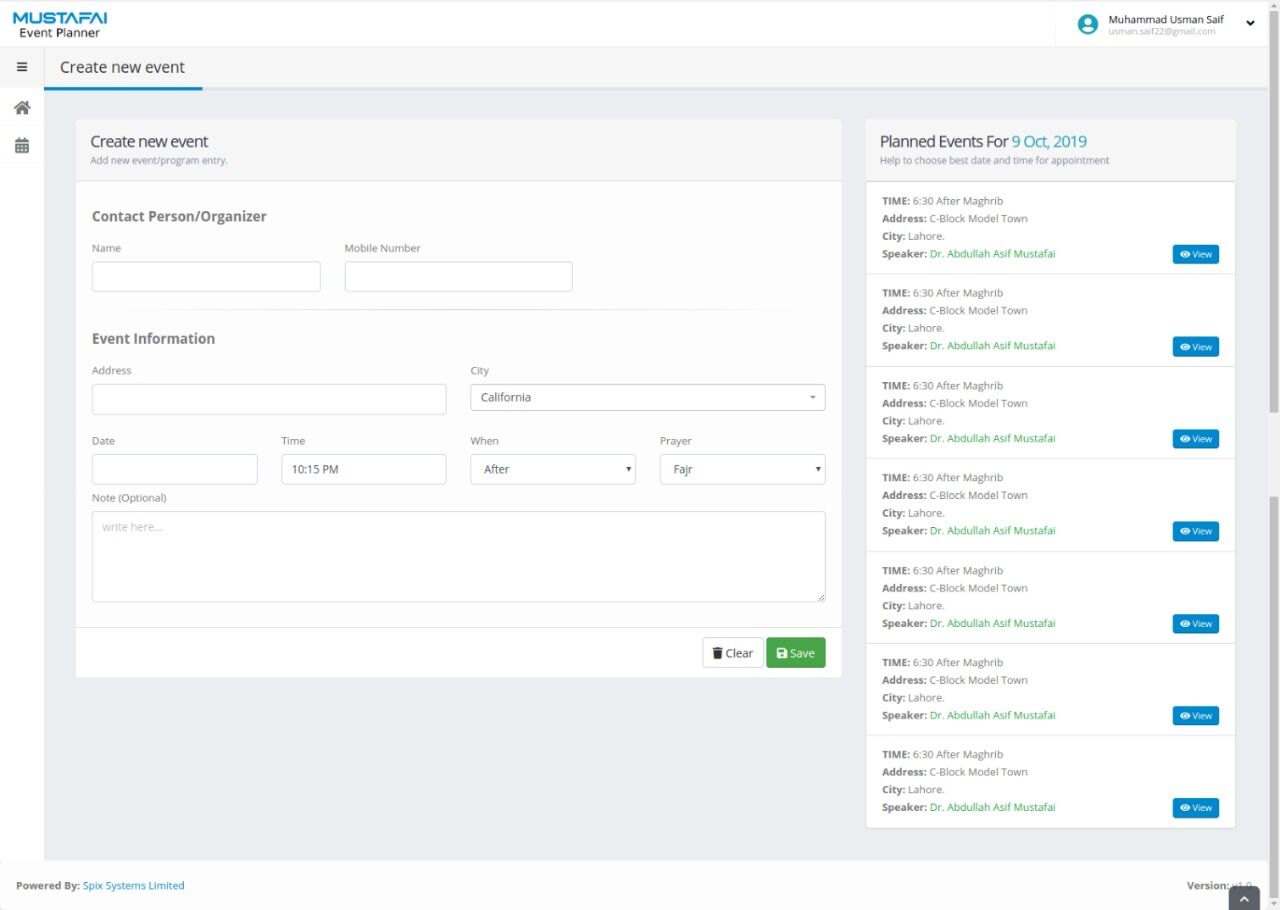 MUSTAFAI
Event Planner
Muhammad Usman Saif
usman.saif22@gmail.com
Create new event
Create new event
Add new event/program entry.
Contact Person/Organizer
Name
Mobile Number
Event Information
Address
City
California
Date
Time
When
Prayer
10:15 PM
After
Fajr
Note (Optional)
write here...
Clear
Save
Planned Events For 9 Oct, 2019
Help to choose best date and time for appointment
TIME: 6:30 After Maghrib
Address: C-Block Model Town
City: Lahore.
Speaker: Dr. Abdullah Asif Mustafai
View
TIME: 6:30 After Maghrib
Address: C-Block Model Town
City: Lahore.
Speaker: Dr. Abdullah Asif Mustafai
View
TIME: 6:30 After Maghrib
Address: C-Block Model Town
City: Lahore.
Speaker: Dr. Abdullah Asif Mustafai
View
TIME: 6:30 After Maghrib
Address: C-Block Model Town
City: Lahore.
Speaker: Dr. Abdullah Asif Mustafai
View
TIME: 6:30 After Maghrib
Address: C-Block Model Town
City: Lahore.
Speaker: Dr. Abdullah Asif Mustafai
View
TIME: 6:30 After Maghrib
Address: C-Block Model Town
City: Lahore.
Speaker: Dr. Abdullah Asif Mustafai
View
TIME: 6:30 After Maghrib
Address: C-Block Model Town
City: Lahore.
Speaker: Dr. Abdullah Asif Mustafai
View
Powered By: Spix Systems Limited
Version: